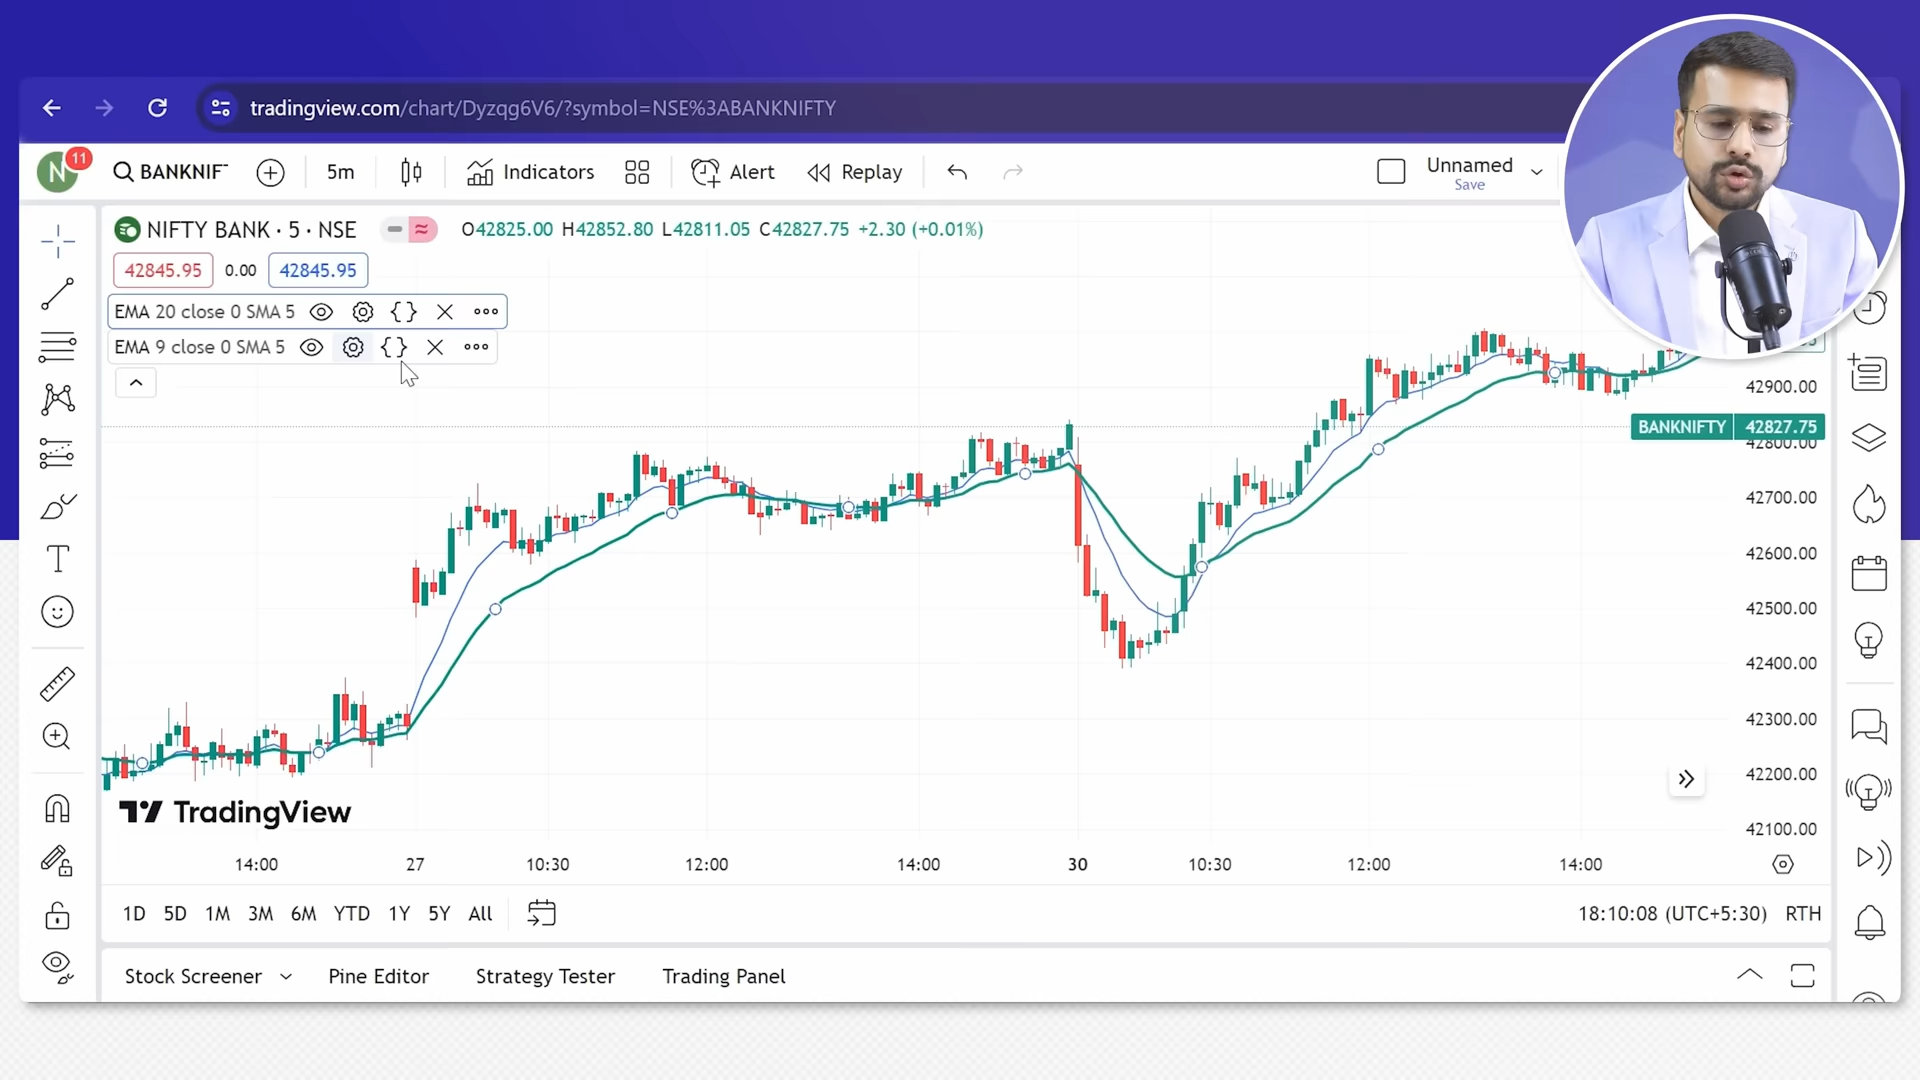 tradingview.com/chart/Dyzqg6V6/?symbol=NSE%3ABANKNIFTY
N 11 BANKNIF 5m Indicators Alert Replay Unnamed
Save
NIFTY BANK · 5 · NSE O42825.00 H42852.80 L42811.05 C42827.75 +2.30 (+0.01%)
42845.95 0.00 42845.95
EMA 20 close 0 SMA 5
EMA 9 close 0 SMA 5
42900.00
BANKNIFTY 42827.75
42800.00
42700.00
42600.00
42500.00
42400.00
42300.00
42200.00
42100.00
TradingView
14:00 27 10:30 12:00 14:00 30 10:30 12:00 14:00
1D 5D 1M 3M 6M YTD 1Y 5Y All 18:10:08 (UTC+5:30) RTH
Stock Screener Pine Editor Strategy Tester Trading Panel